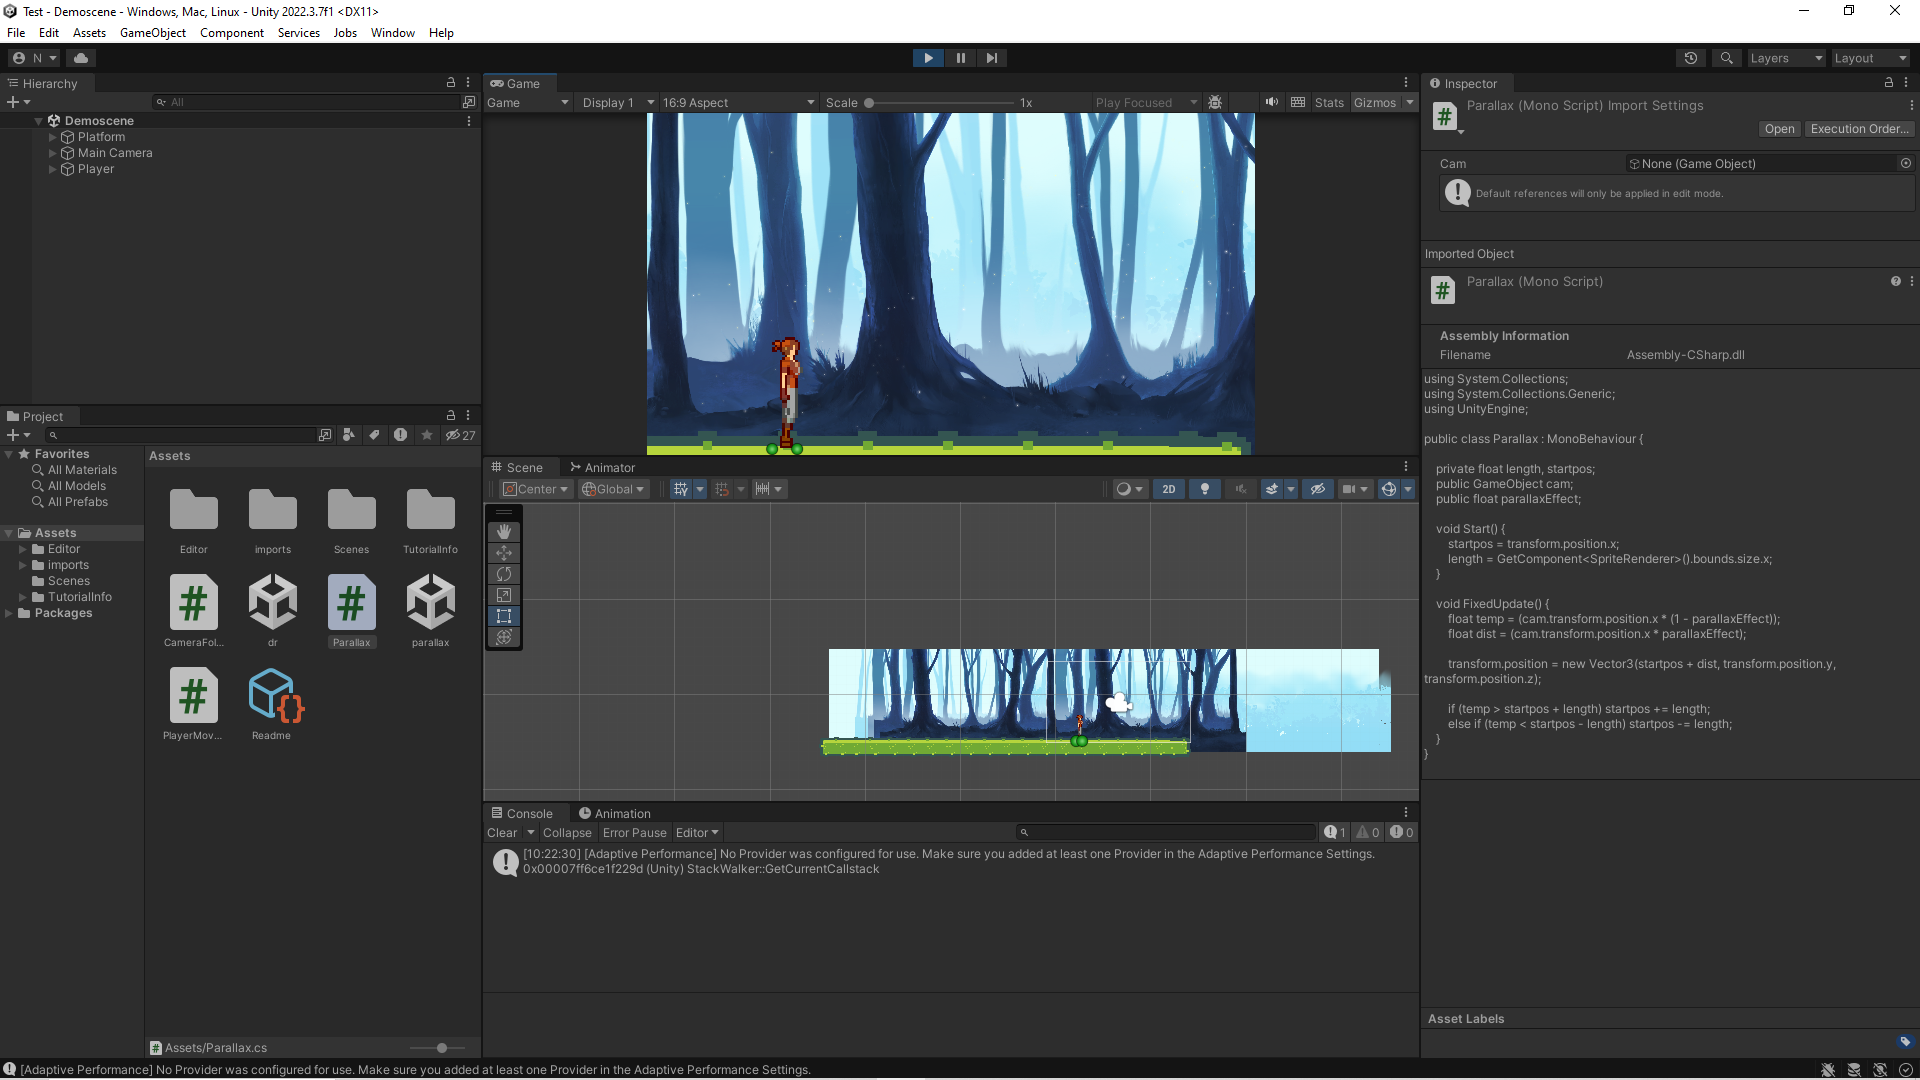 Test - Demoscene - Windows, Mac, Linux - Unity 2022.3.7f1 <DX11>
File Edit Assets GameObject Component Services Jobs Window Help
N
Layers
Layout
Hierarchy
All
Demoscene
Platform
Main Camera
Player
Project
27
Favorites
All Materials
All Models
All Prefabs
Assets
Editor
imports
Scenes
TutorialInfo
Packages
Assets
Editor
imports
Scenes
TutorialInfo
CameraFol...
dr
Parallax
parallax
PlayerMov...
Readme
Assets/Parallax.cs
Game
Game
Display 1
16:9 Aspect
Scale
1x
Play Focused
Stats
Gizmos
Scene
Animator
Center
Global
2D
Console
Animation
Clear
Collapse
Error Pause
Editor
1
0
0
[10:22:30] [Adaptive Performance] No Provider was configured for use. Make sure you added at least one Provider in the Adaptive Performance Settings.
0x00007ff6ce1f229d (Unity) StackWalker::GetCurrentCallstack
Inspector
Parallax (Mono Script) Import Settings
Open
Execution Order...
Cam
None (Game Object)
Default references will only be applied in edit mode.
Imported Object
Parallax (Mono Script)
Assembly Information
Filename
Assembly-CSharp.dll
using System.Collections;
using System.Collections.Generic;
using UnityEngine;
public class Parallax : MonoBehaviour {
private float length, startpos;
public GameObject cam;
public float parallaxEffect;
void Start() {
startpos = transform.position.x;
length = GetComponent<SpriteRenderer>().bounds.size.x;
}
void FixedUpdate() {
float temp = (cam.transform.position.x * (1 - parallaxEffect));
float dist = (cam.transform.position.x * parallaxEffect);
transform.position = new Vector3(startpos + dist, transform.position.y,
transform.position.z);
if (temp > startpos + length) startpos += length;
else if (temp < startpos - length) startpos -= length;
}
}
Asset Labels
[Adaptive Performance] No Provider was configured for use. Make sure you added at least one Provider in the Adaptive Performance Settings.